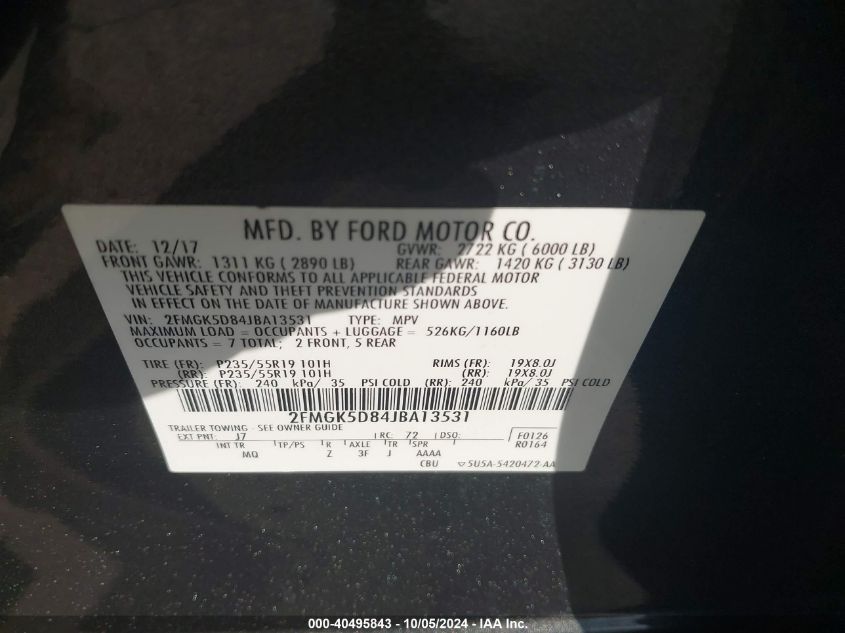 MFD. BY FORD MOTOR CO.
DATE: 12/17 GVWR: 2722 KG ( 6000 LB)
FRONT GAWR: 1311 KG ( 2890 LB) REAR GAWR: 1420 KG ( 3130 LB)
THIS VEHICLE CONFORMS TO ALL APPLICABLE FEDERAL MOTOR
VEHICLE SAFETY AND THEFT PREVENTION STANDARDS
IN EFFECT ON THE DATE OF MANUFACTURE SHOWN ABOVE.
VIN: 2FMGK5D84JBA13531 TYPE: MPV
MAXIMUM LOAD = OCCUPANTS + LUGGAGE = 526KG/1160LB
OCCUPANTS = 7 TOTAL; 2 FRONT, 5 REAR
TIRE (FR): P235/55R19 101H RIMS (FR): 19X8.0J
(RR): P235/55R19 101H (RR): 19X8.0J
PRESSURE (FR): 240 kPa/ 35 PSI COLD (RR): 240 kPa/ 35 PSI COLD
2FMGK5D84JBA13531
TRAILER TOWING - SEE OWNER GUIDE
EXT PNT: J7 RC: 72 DSO: F0126
INT TR TP/PS R AXLE TR SPR R0164
MQ Z 3F J AAAA
CBU 5U5A-5420472-AA
000-40495843 - 10/05/2024 - IAA Inc.